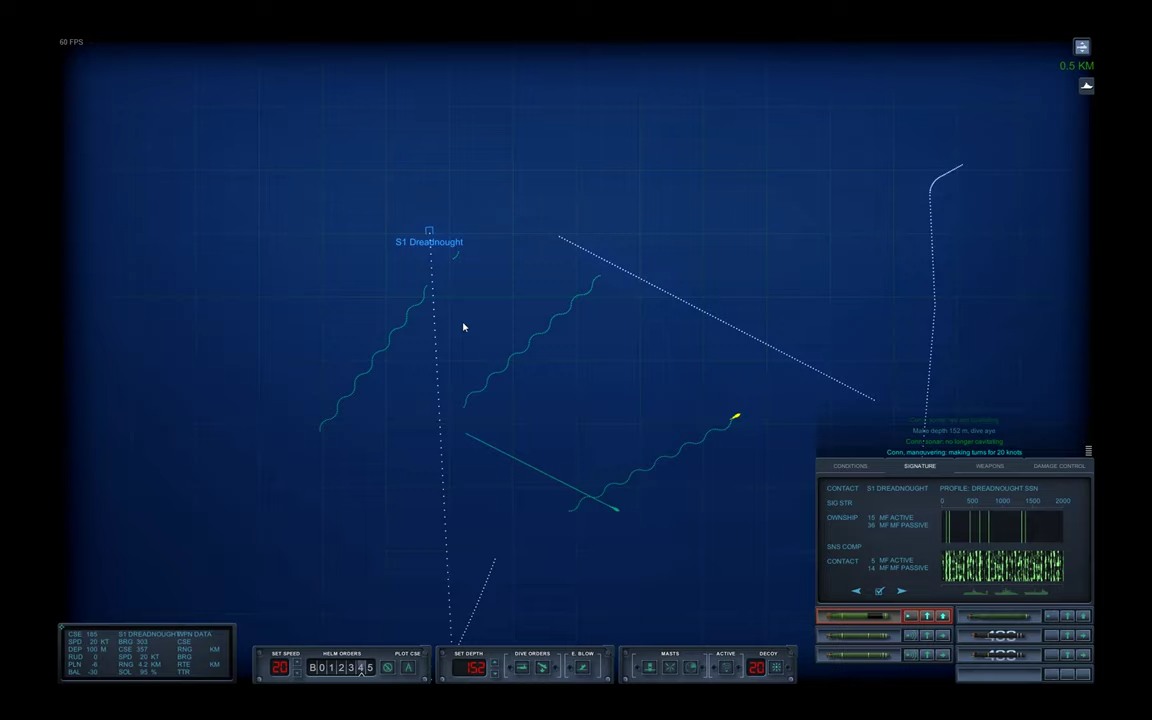 60 FPS
0.5 KM
S1 Dreadnought
Make depth 152 m, dive aye
Conn, sonar: no longer cavitating
Conn, manouvering: making turns for 20 knots
CONDITIONS SIGNATURE WEAPONS DAMAGE CONTROL
CONTACT S1 DREADNOUGHT PROFILE: DREADNOUGHT SSN
SIG STR 0 500 1000 1500 2000
OWNSHIP 15 MF ACTIVE
36 MF PASSIVE
SNS COMP
CONTACT 5 MF ACTIVE
14 MF MF PASSIVE
CSE 185 S1 DREADNOUGHT WPN DATA
SPD 20 KT BRG 303 CSE
DEP 100 M CSE 357 BRG
RUD 0 SPD 20 KT RNG KM
PLN -6 RNG 4.2 KM RTE KM
BAL -30 SOL 95 % TTR
SET SPEED HELM ORDERS PLOT CSE
20 B 0 1 2 3 4 5 A
SET DEPTH DIVE ORDERS E. BLOW
152
MASTS ACTIVE DECOY
20